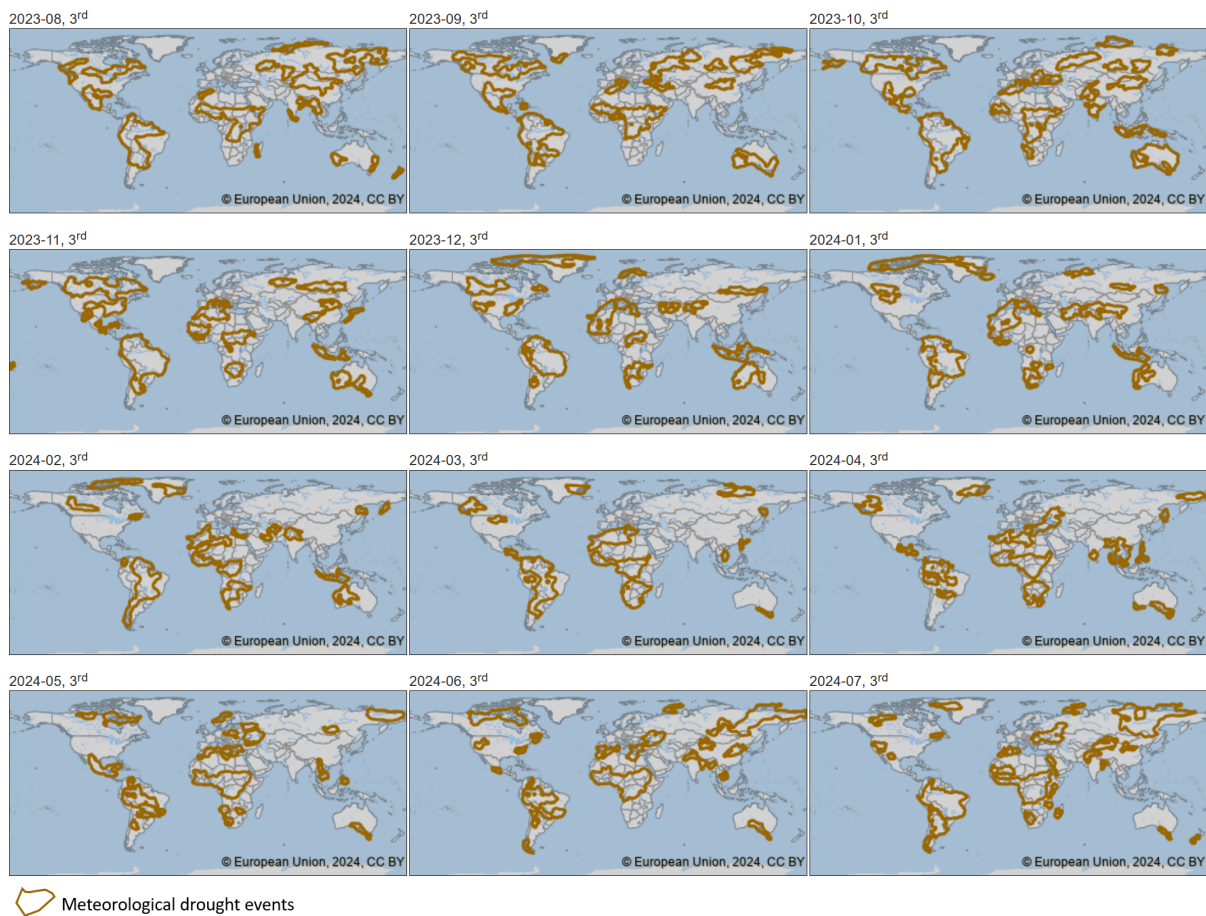 2023-08, 3rd
2023-09, 3rd
2023-10, 3rd
© European Union, 2024, CC BY
© European Union, 2024, CC BY
© European Union, 2024, CC BY
2023-11, 3rd
2023-12, 3rd
2024-01, 3rd
© European Union, 2024, CC BY
© European Union, 2024, CC BY
© European Union, 2024, CC BY
2024-02, 3rd
2024-03, 3rd
2024-04, 3rd
© European Union, 2024, CC BY
© European Union, 2024, CC BY
© European Union, 2024, CC BY
2024-05, 3rd
2024-06, 3rd
2024-07, 3rd
© European Union, 2024, CC BY
© European Union, 2024, CC BY
© European Union, 2024, CC BY
Meteorological drought events